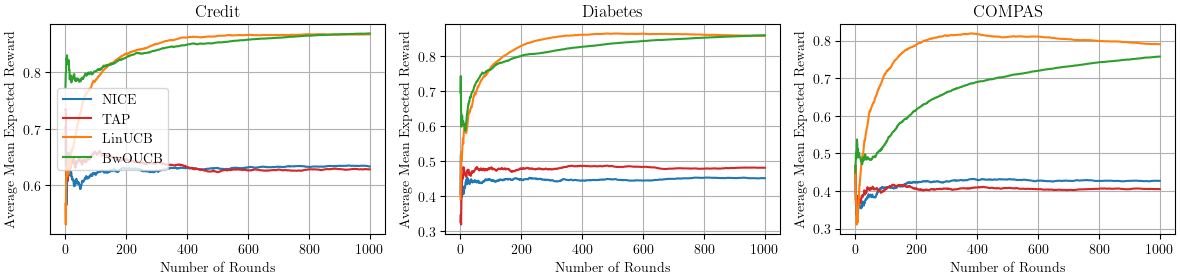 Credit
Average Mean Expected Reward
0.8
0.7
0.6
NICE
TAP
LinUCB
BwOUCB
0 200 400 600 800 1000
Number of Rounds
Diabetes
Average Mean Expected Reward
0.8
0.7
0.6
0.5
0.4
0.3
0 200 400 600 800 1000
Number of Rounds
COMPAS
Average Mean Expected Reward
0.8
0.7
0.6
0.5
0.4
0.3
0 200 400 600 800 1000
Number of Rounds